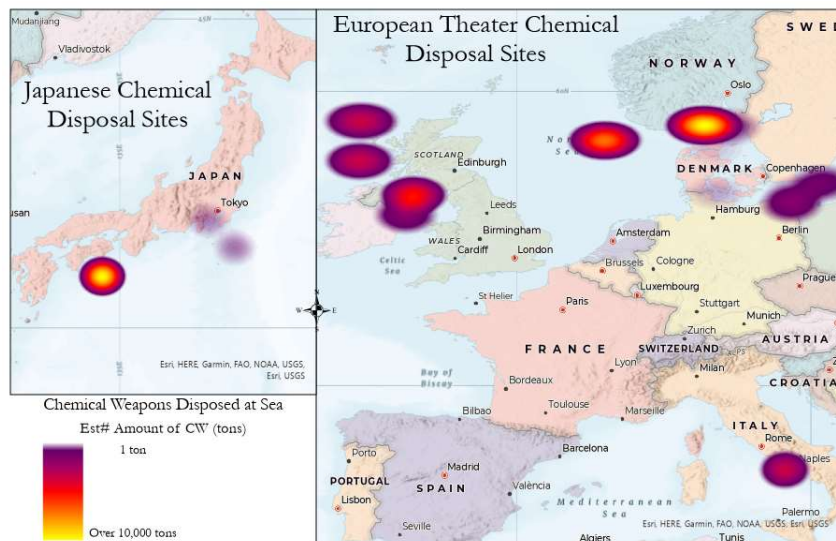 Mudanjiang
Vladivostok
45N
Japanese Chemical
Disposal Sites
JAPAN
Tokyo
usan
Esri, HERE, Garmin, FAO, NOAA, USGS,
Esri, USGS
European Theater Chemical
Disposal Sites
SWED
NORWAY
Oslo
60N
SCOTLAND
Edinburgh
DENMARK
Copenhagen
Leeds
Hamburg
Birmingham
Amsterdam
Berlin
WALES
Cardiff
London
Celtic
Sea
Brussels
Cologne
Prague
Luxembourg
St Helier
Paris
Stuttgart
Munich
Zurich
AUSTRIA
FRANCE
SWITZERLAND
Lyon
Milan
CROATIA
Bay of
Biscay
Bordeaux
Toulouse
Marseille
Bilbao
ITALY
Rome
Naples
Porto
Barcelona
Madrid
PORTUGAL
SPAIN
Lisbon
València
Mediterranean
Sea
Seville
Palermo
Algiers
Tunis
Esri, HERE, Garmin, FAO, NOAA, USGS, Esri, USGS
N
W
E
Chemical Weapons Disposed at Sea
Est# Amount of CW (tons)
1 ton
Over 10,000 tons